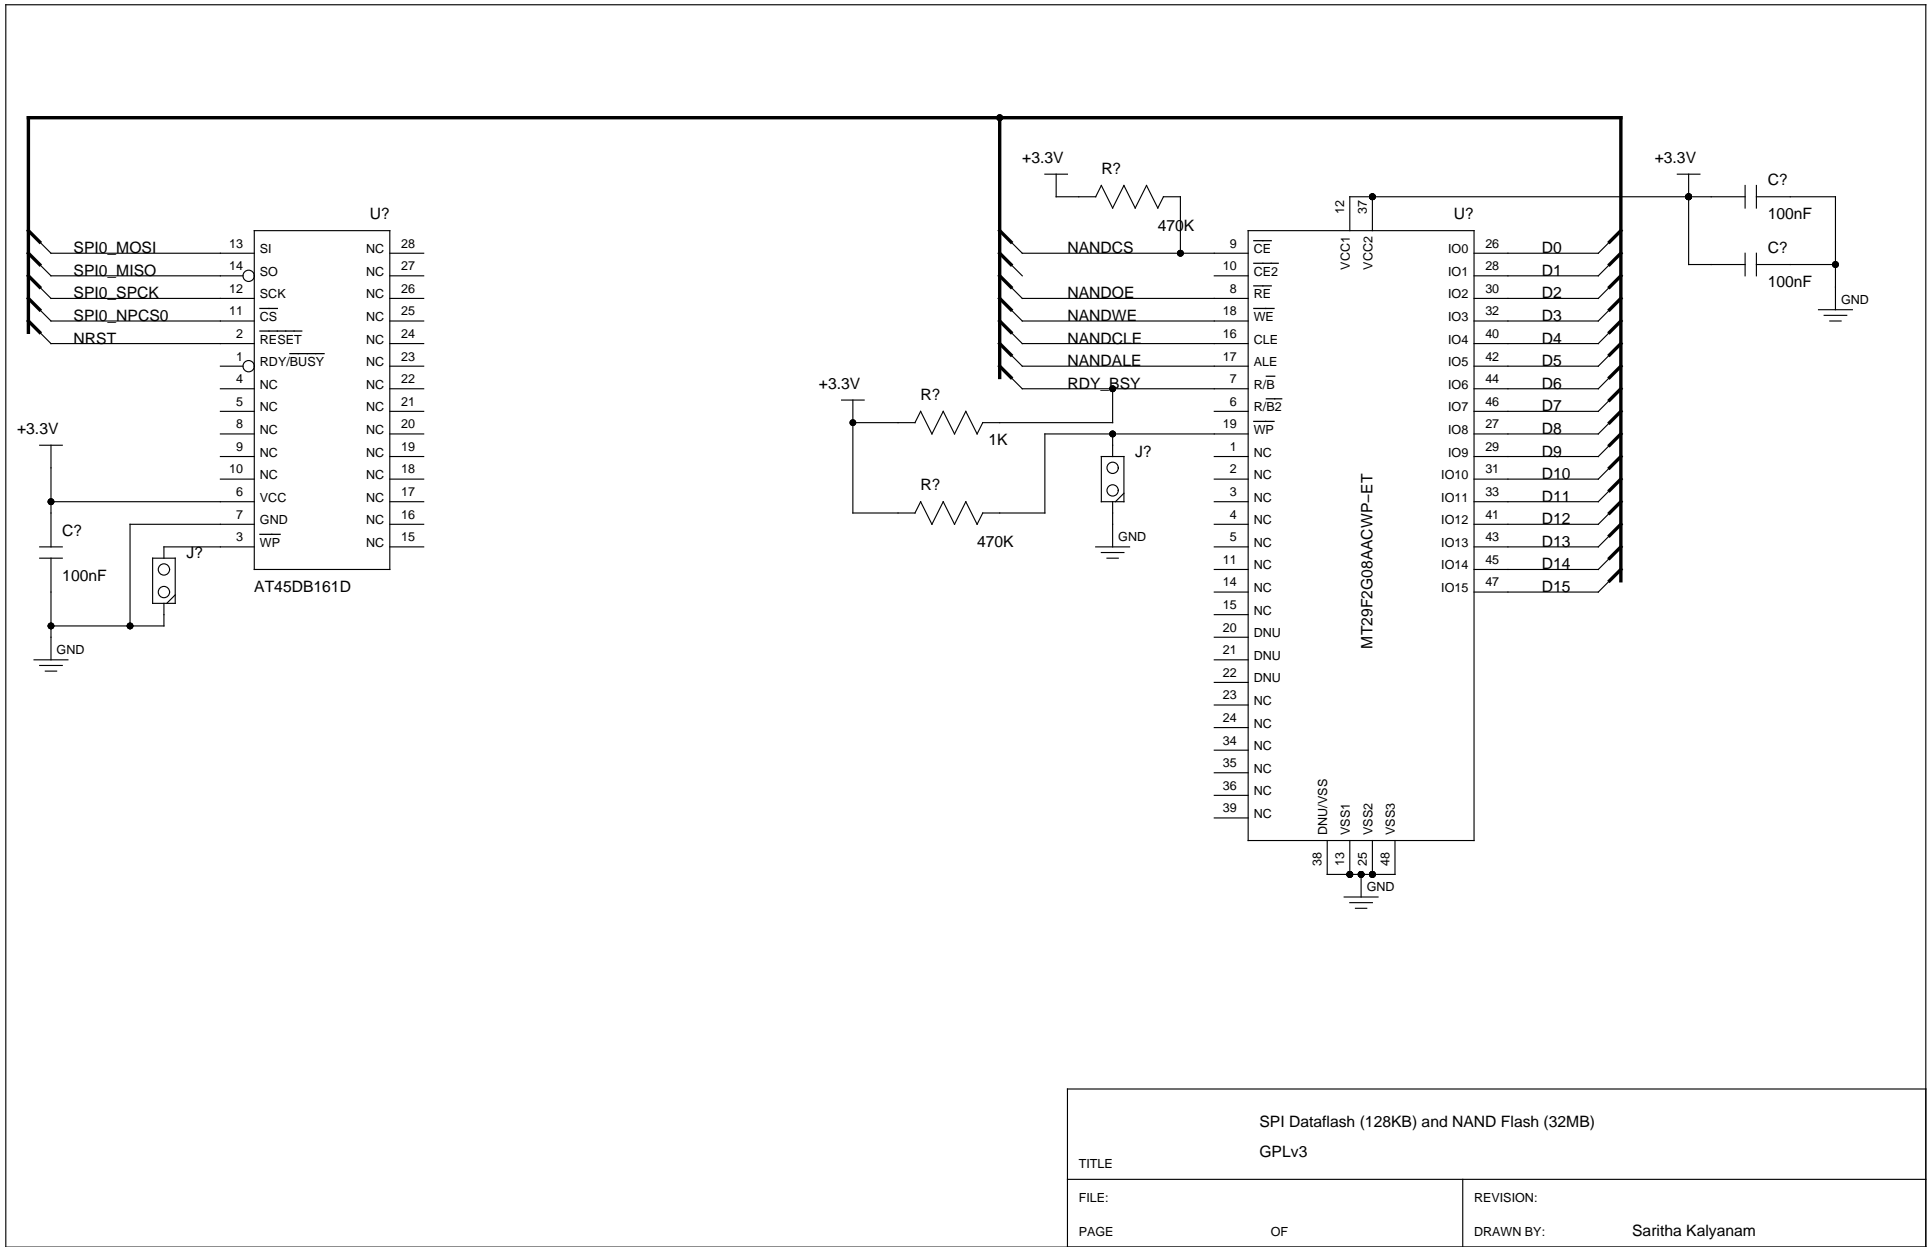 U?
SPI0_MOSI 13 SI NC 28
SPI0_MISO 14 SO NC 27
SPI0_SPCK 12 SCK NC 26
SPI0_NPCS0 11 CS NC 25
NRST 2 RESET NC 24
1 RDY/BUSY NC 23
4 NC NC 22
5 NC NC 21
8 NC NC 20
9 NC NC 19
10 NC NC 18
6 VCC NC 17
7 GND NC 16
3 WP NC 15
AT45DB161D
+3.3V
C?
100nF
J?
GND
+3.3V
R?
470K
12 37
VCC1 VCC2
U?
+3.3V
C?
100nF
C?
100nF
GND
NANDCS 9 CE IO0 26 D0
10 CE2 IO1 28 D1
NANDOE 8 RE IO2 30 D2
NANDWE 18 WE IO3 32 D3
NANDCLE 16 CLE IO4 40 D4
NANDALE 17 ALE IO5 42 D5
RDY_BSY 7 R/B IO6 44 D6
6 R/B2 IO7 46 D7
19 WP IO8 27 D8
1 NC IO9 29 D9
2 NC IO10 31 D10
3 NC IO11 33 D11
4 NC IO12 41 D12
5 NC IO13 43 D13
11 NC IO14 45 D14
14 NC IO15 47 D15
15 NC
20 DNU
21 DNU
22 DNU
23 NC
24 NC
34 NC
35 NC
36 NC
39 NC
MT29F2G08AACWP-ET
+3.3V
R?
1K
R?
470K
J?
GND
DNU/VSS VSS1 VSS2 VSS3
38 13 25 48
GND
SPI Dataflash (128KB) and NAND Flash (32MB)
GPLv3
TITLE
FILE:
REVISION:
PAGE OF
DRAWN BY: Saritha Kalyanam